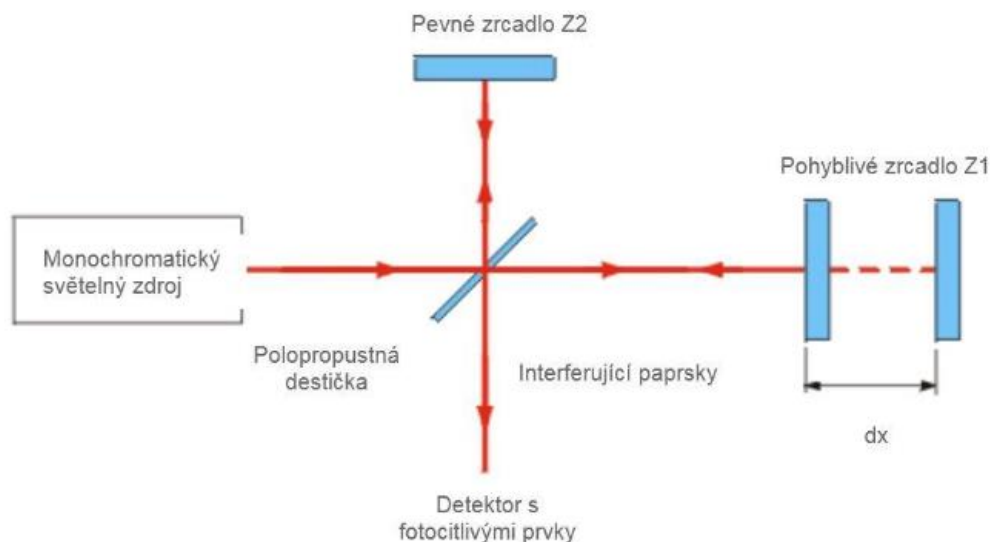 Pevné zrcadlo Z2
Pohyblivé zrcadlo Z1
Monochromatický
světelný zdroj
Polopropustná
destička
Interferující paprsky
dx
Detektor s
fotocitlivými prvky